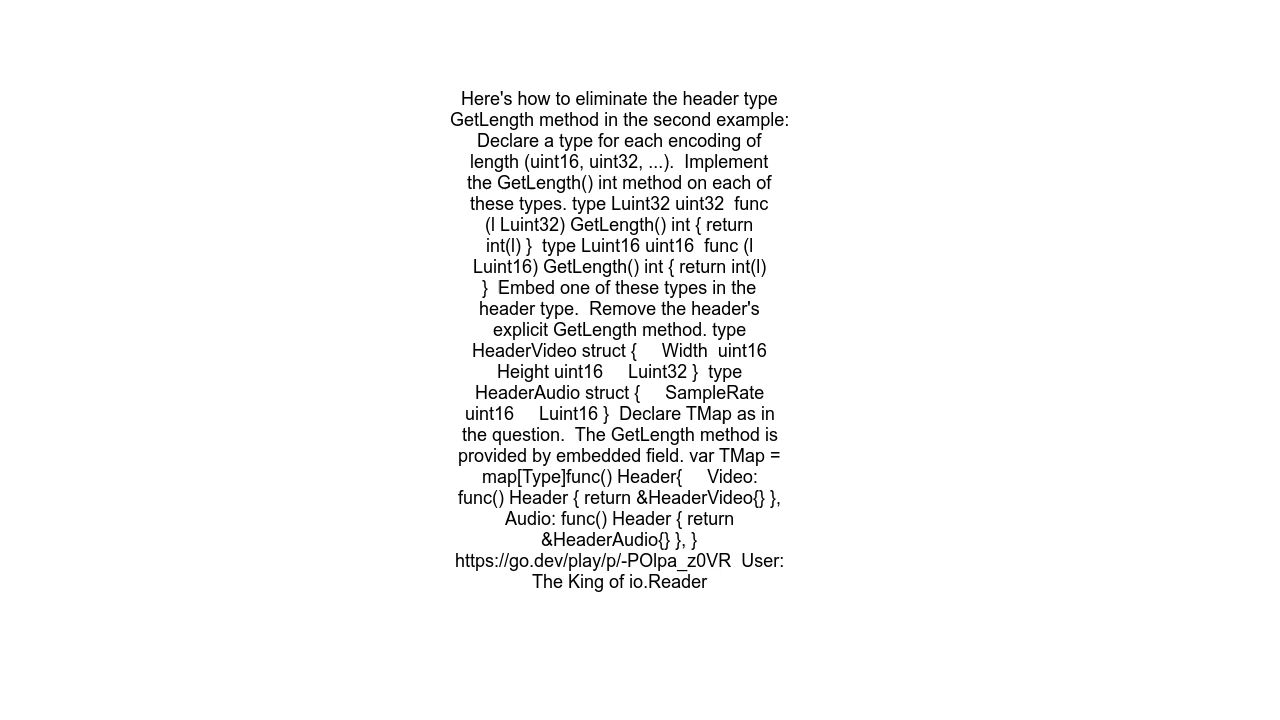 Here's how to eliminate the header type
GetLength method in the second example:
Declare a type for each encoding of
length (uint16, uint32, ...).  Implement
the GetLength() int method on each of
these types. type Luint32 uint32  func
(l Luint32) GetLength() int { return
int(l) }  type Luint16 uint16  func (l
Luint16) GetLength() int { return int(l)
}  Embed one of these types in the
header type.  Remove the header's
explicit GetLength method. type
HeaderVideo struct {     Width  uint16
Height uint16     Luint32 }  type
HeaderAudio struct {     SampleRate
uint16     Luint16 }  Declare TMap as in
the question.  The GetLength method is
provided by embedded field. var TMap =
map[Type]func() Header{     Video:
func() Header { return &HeaderVideo{} },
Audio: func() Header { return
&HeaderAudio{} }, }
https://go.dev/play/p/-POlpa_z0VR  User:
The King of io.Reader